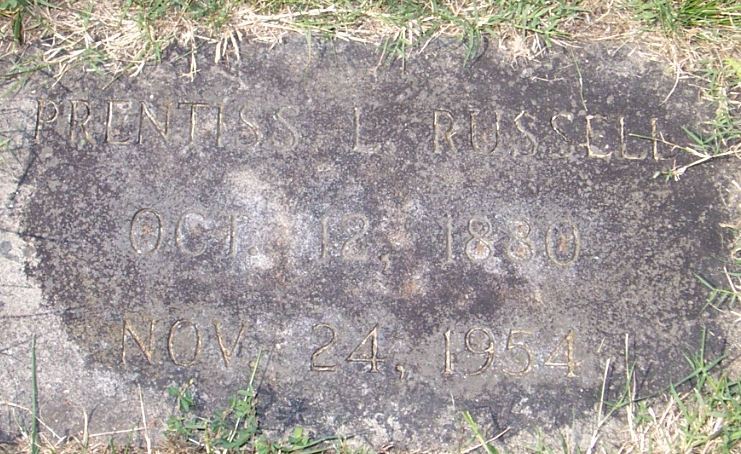 PRENTISS L. RUSSELL
OCT. 12, 1880
NOV. 24, 1954